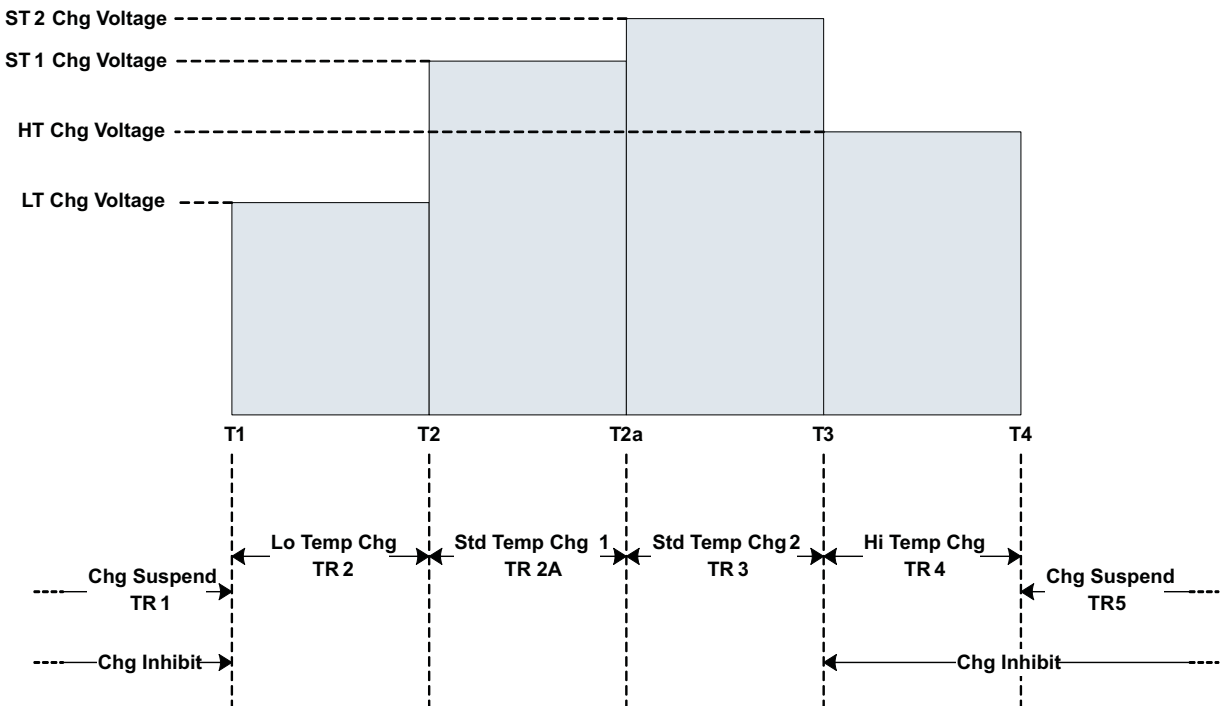 ST 2 Chg Voltage
ST 1 Chg Voltage
HT Chg Voltage
LT Chg Voltage
T1
T2
T2a
T3
T4
Lo Temp Chg
TR 2
Std Temp Chg 1
TR 2A
Std Temp Chg 2
TR 3
Hi Temp Chg
TR 4
Chg Suspend
TR 1
Chg Suspend
TR5
Chg Inhibit
Chg Inhibit